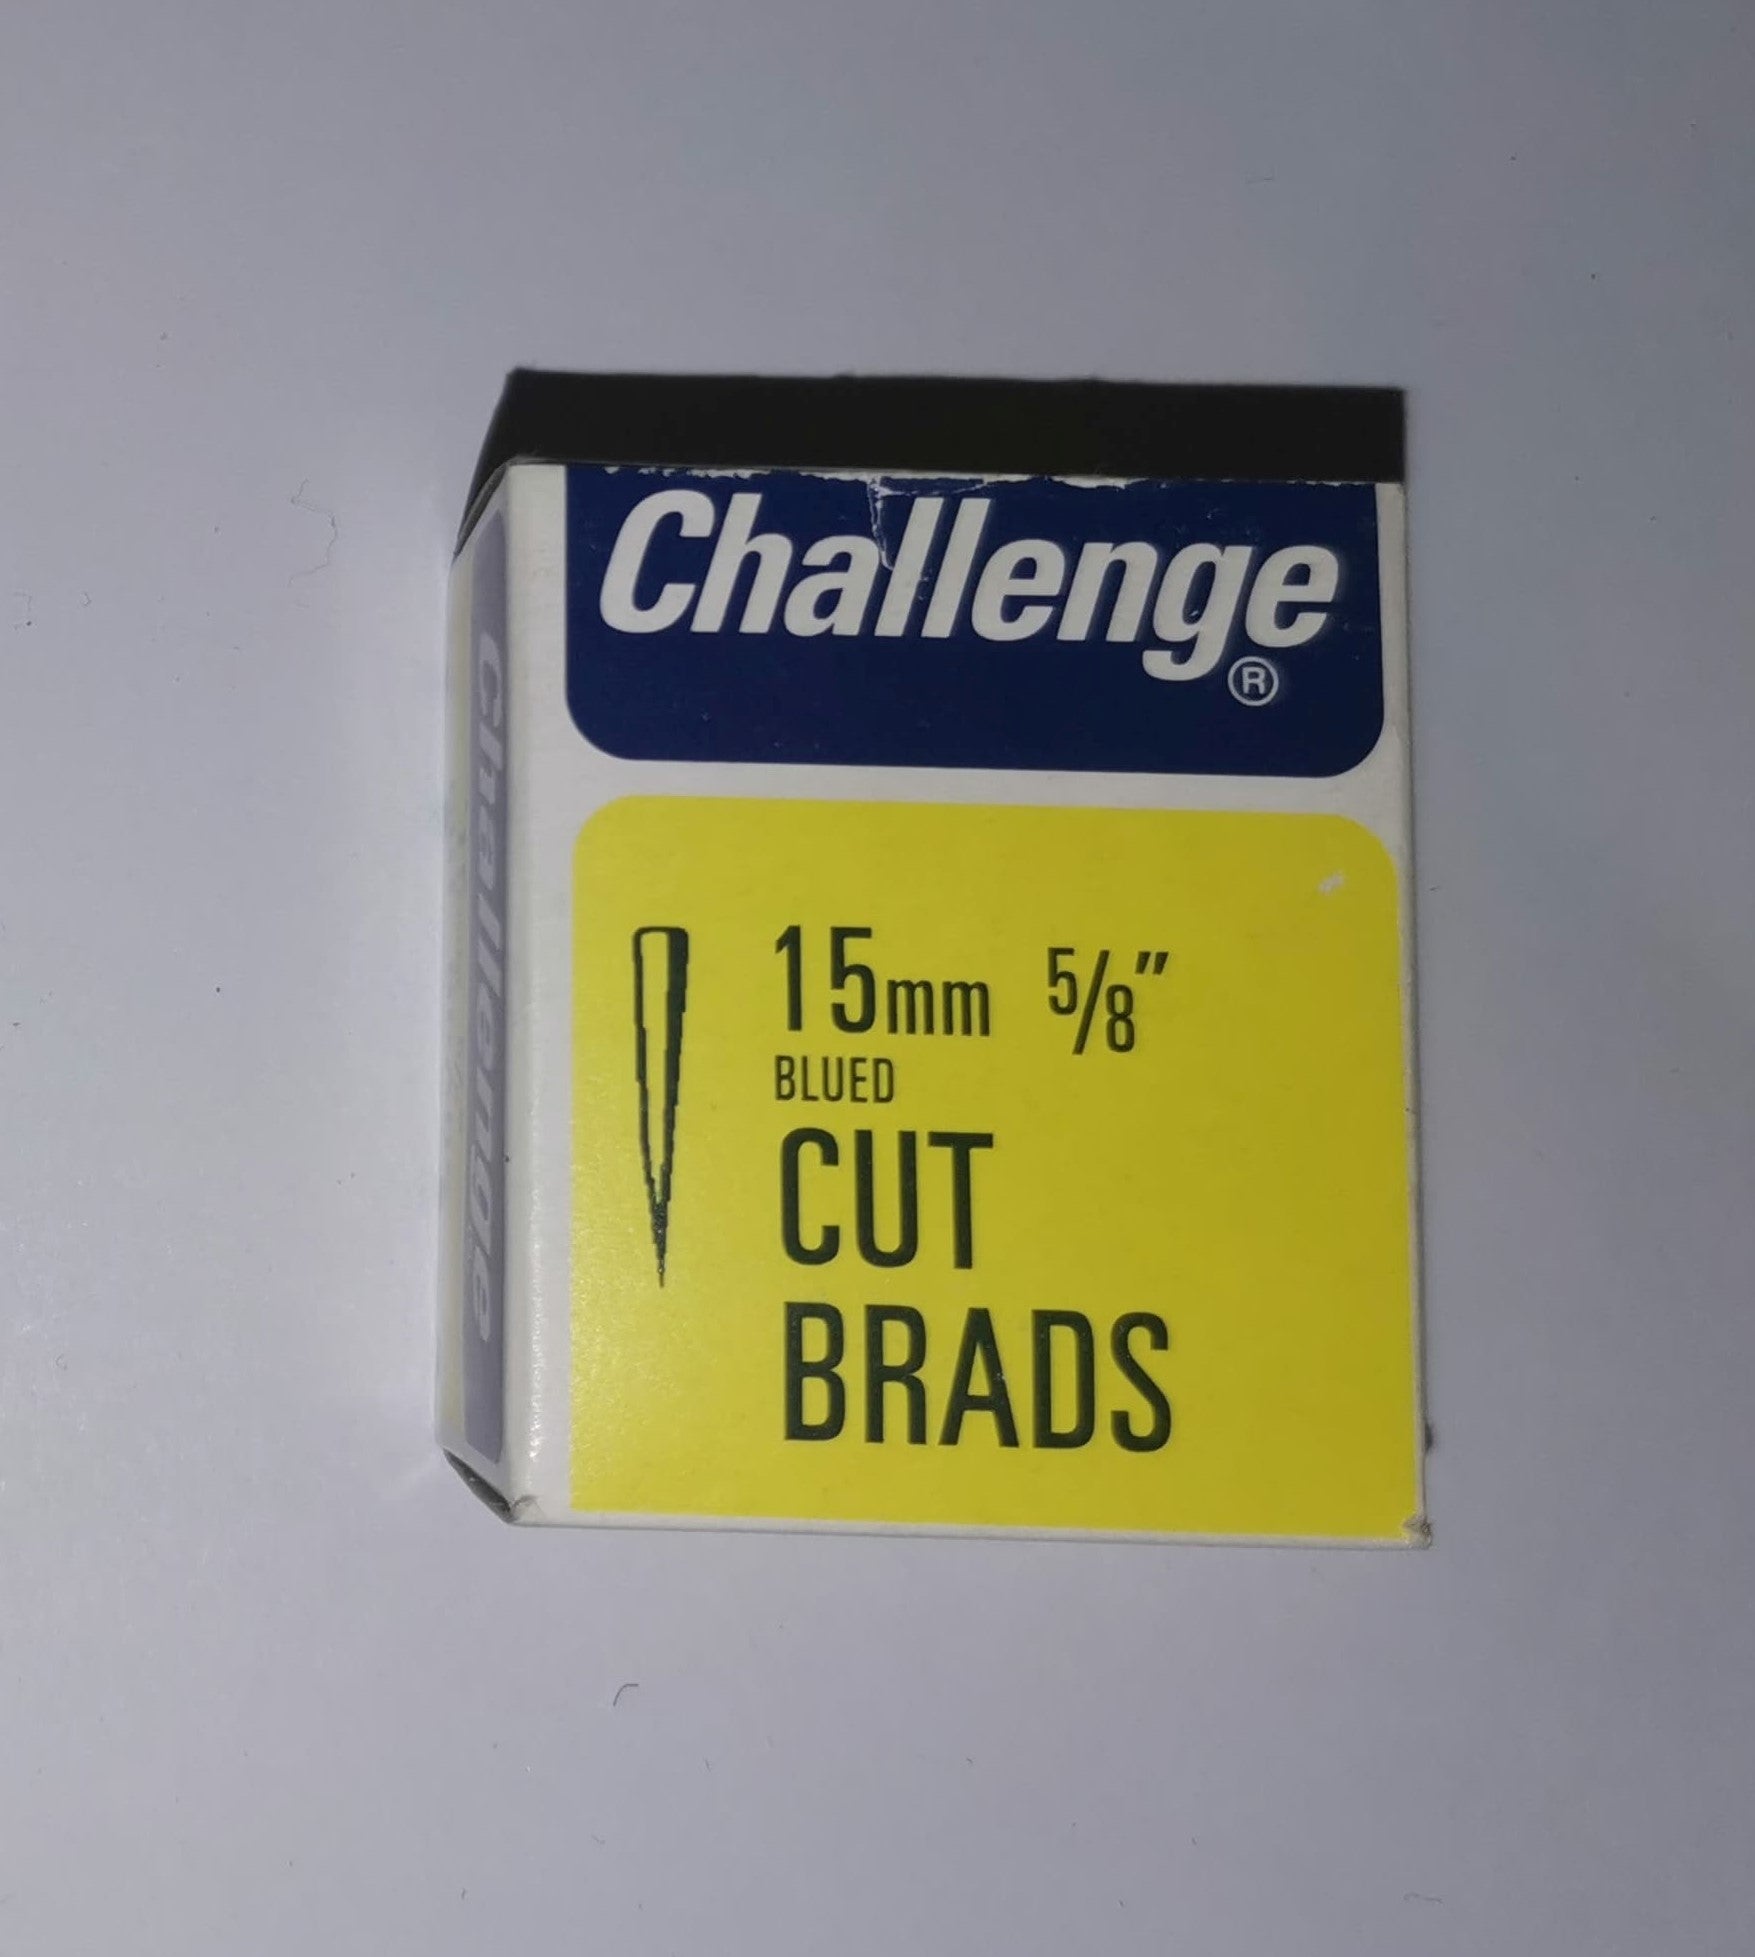 Challenge
®
15mm 5/8"
BLUED
CUT
BRADS
Challenge